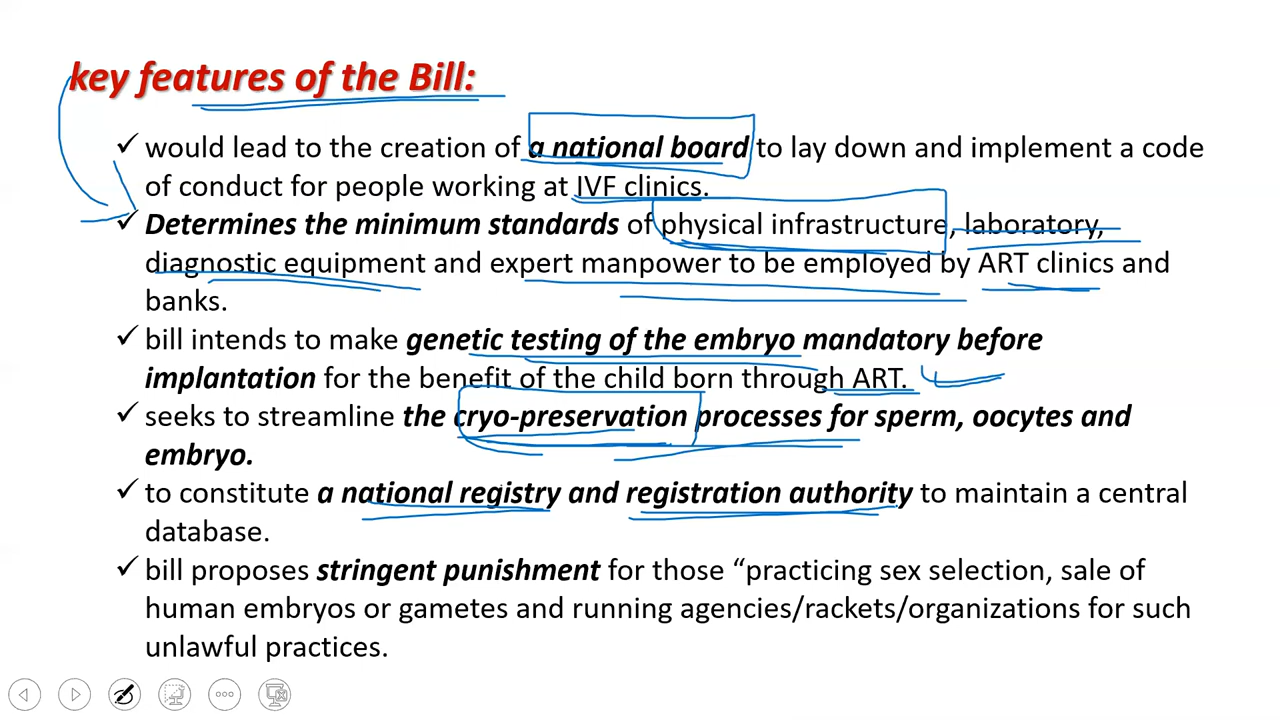 key features of the Bill:
✓ would lead to the creation of a national board to lay down and implement a code
of conduct for people working at IVF clinics.
✓ Determines the minimum standards of physical infrastructure, laboratory,
diagnostic equipment and expert manpower to be employed by ART clinics and
banks.
✓ bill intends to make genetic testing of the embryo mandatory before
implantation for the benefit of the child born through ART.
✓ seeks to streamline the cryo-preservation processes for sperm, oocytes and
embryo.
✓ to constitute a national registry and registration authority to maintain a central
database.
✓ bill proposes stringent punishment for those “practicing sex selection, sale of
human embryos or gametes and running agencies/rackets/organizations for such
unlawful practices.